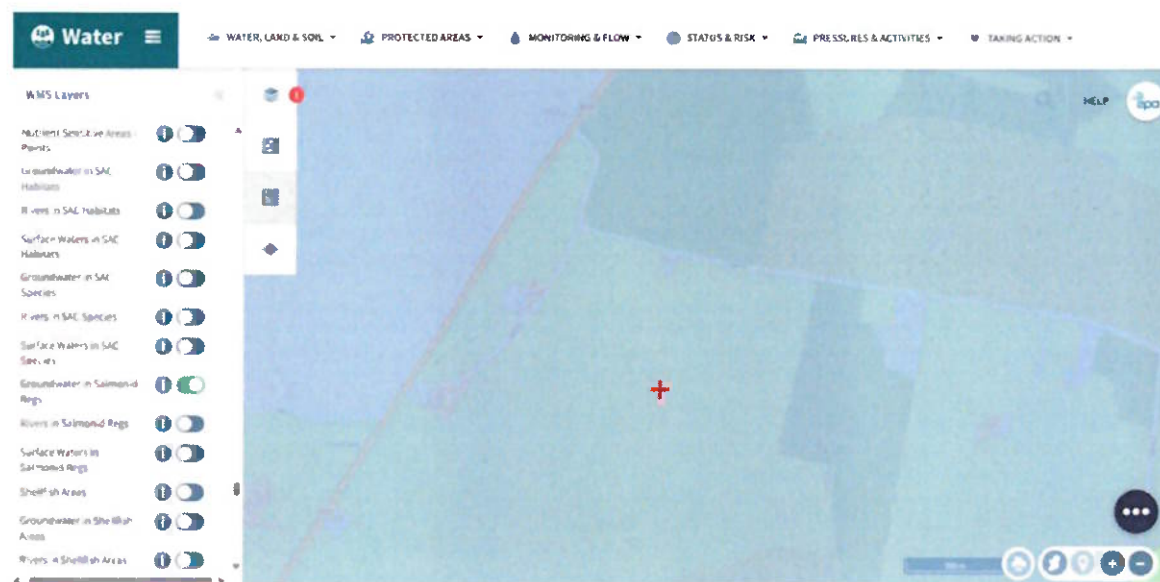 Water
WATER, LAND & SOIL
PROTECTED AREAS
MONITORING & FLOW
STATUS & RISK
PRESSURES & ACTIVITIES
TAKING ACTION
WMS Layers
HELP
epa
Nutrient Sensitive Areas -
Points
Groundwater in SAC
Habitats
Rivers in SAC Habitats
Surface Waters in SAC
Habitats
Groundwater in SAC
Species
Rivers in SAC Species
Surface Waters in SAC
Species
Groundwater in Salmonid
Regs
Rivers in Salmonid Regs
Surface Waters in
Salmonid Regs
Shellfish Areas
Groundwater in Shellfish
Areas
Rivers in Shellfish Areas